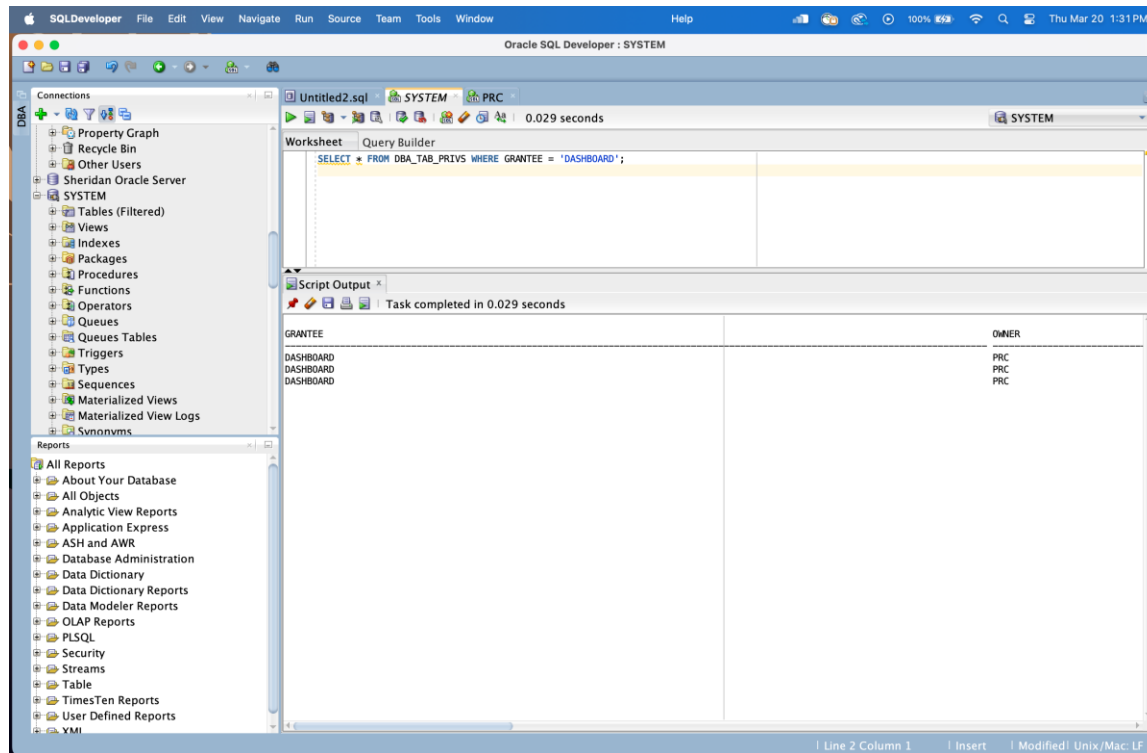 SQLDeveloper File Edit View Navigate Run Source Team Tools Window Help 100% Thu Mar 20 1:31 PM
Oracle SQL Developer : SYSTEM
Connections
Property Graph
Recycle Bin
Other Users
Sheridan Oracle Server
SYSTEM
Tables (Filtered)
Views
Indexes
Packages
Procedures
Functions
Operators
Queues
Queues Tables
Triggers
Types
Sequences
Materialized Views
Materialized View Logs
Synonyms
DBA
Reports
All Reports
About Your Database
All Objects
Analytic View Reports
Application Express
ASH and AWR
Database Administration
Data Dictionary
Data Dictionary Reports
Data Modeler Reports
OLAP Reports
PLSQL
Security
Streams
Table
TimesTen Reports
User Defined Reports
XML
Untitled2.sql SYSTEM PRC
0.029 seconds SYSTEM
Worksheet Query Builder
SELECT * FROM DBA_TAB_PRIVS WHERE GRANTEE = 'DASHBOARD';
Script Output x
Task completed in 0.029 seconds
GRANTEE OWNER
DASHBOARD PRC
DASHBOARD PRC
DASHBOARD PRC
Line 2 Column 1 Insert Modified Unix/Mac: LF